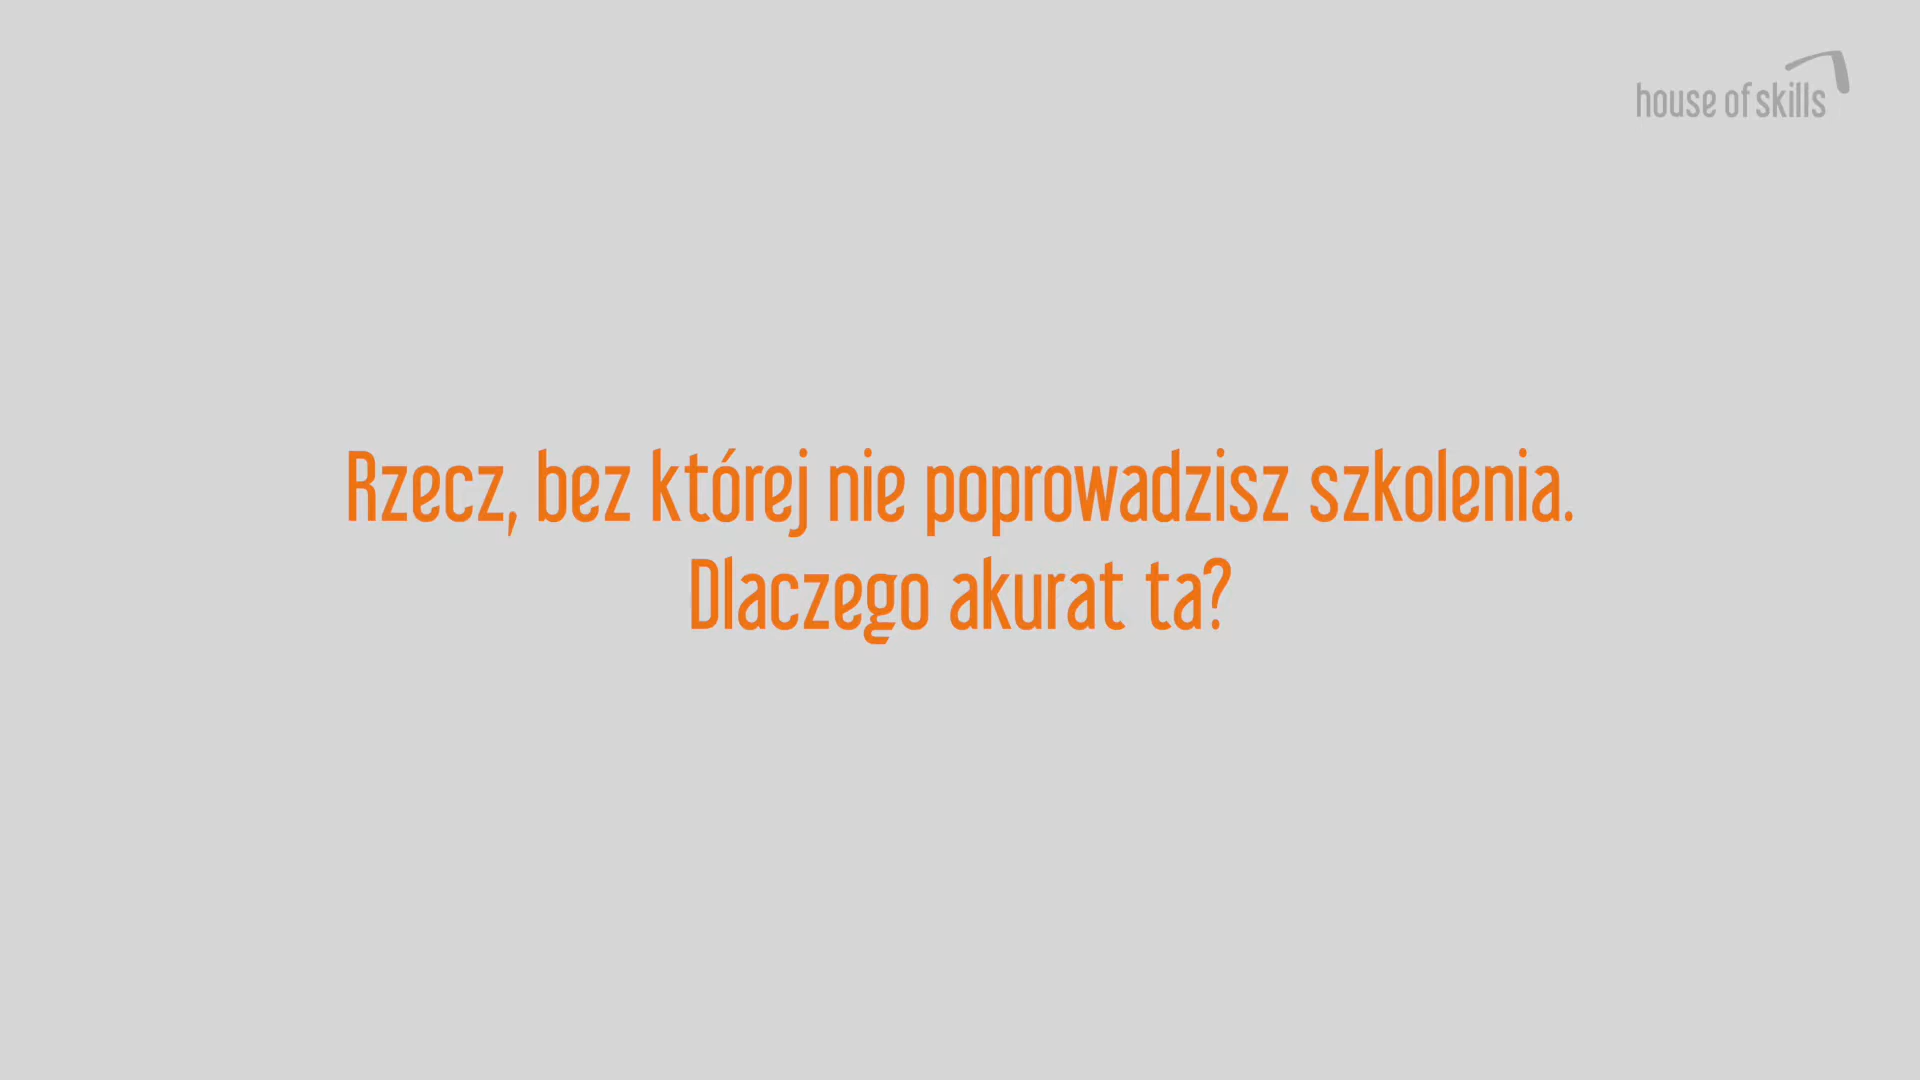 house of skills
Rzecz, bez której nie poprowadzisz szkolenia.
Dlaczego akurat ta?